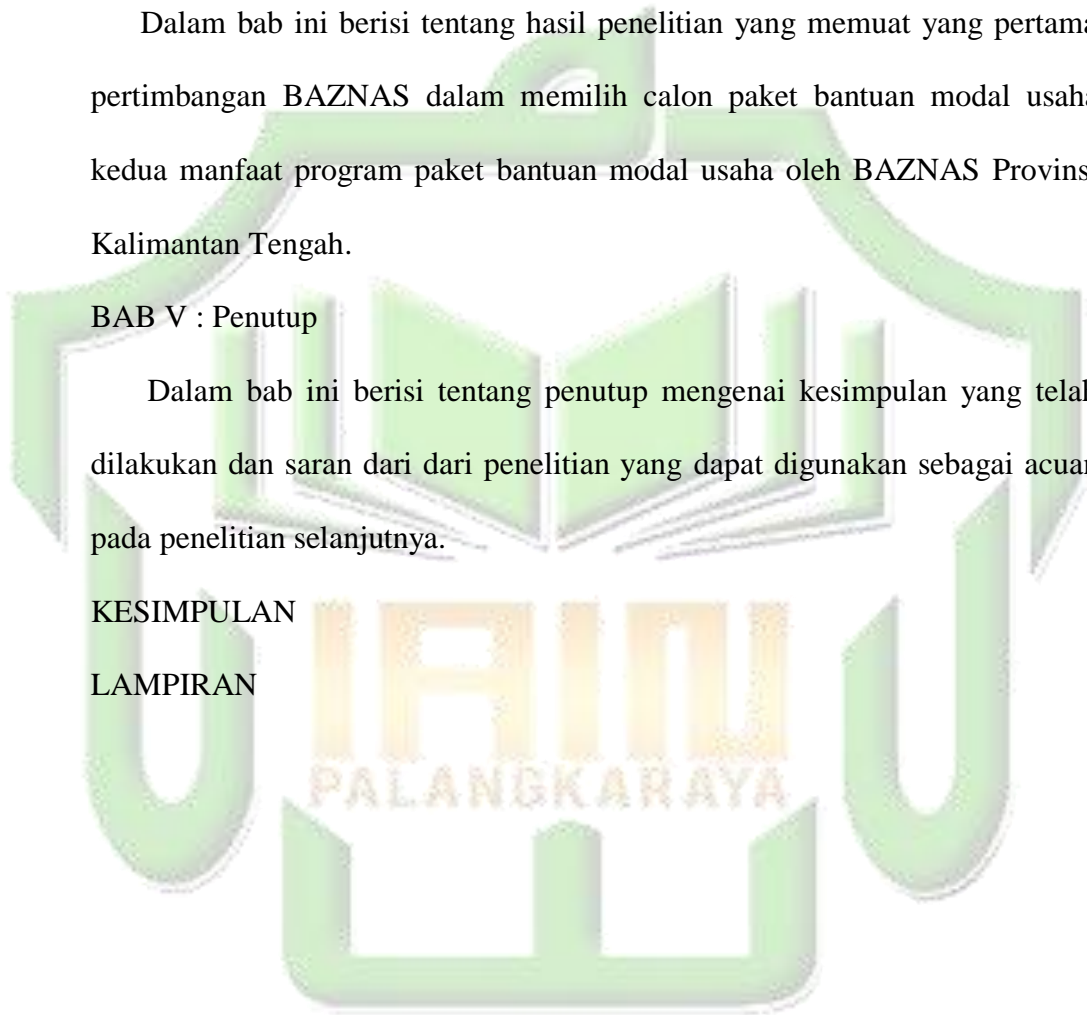 Dalam bab ini berisi tentang hasil penelitian yang memuat yang pertama
pertimbangan BAZNAS dalam memilih calon paket bantuan modal usaha
kedua manfaat program paket bantuan modal usaha oleh BAZNAS Provins
Kalimantan Tengah.
BAB V : Penutup
Dalam bab ini berisi tentang penutup mengenai kesimpulan yang telah
dilakukan dan saran dari dari penelitian yang dapat digunakan sebagai acuan
pada penelitian selanjutnya.
KESIMPULAN
LAMPIRAN
IAIN
PALANGKARAYA